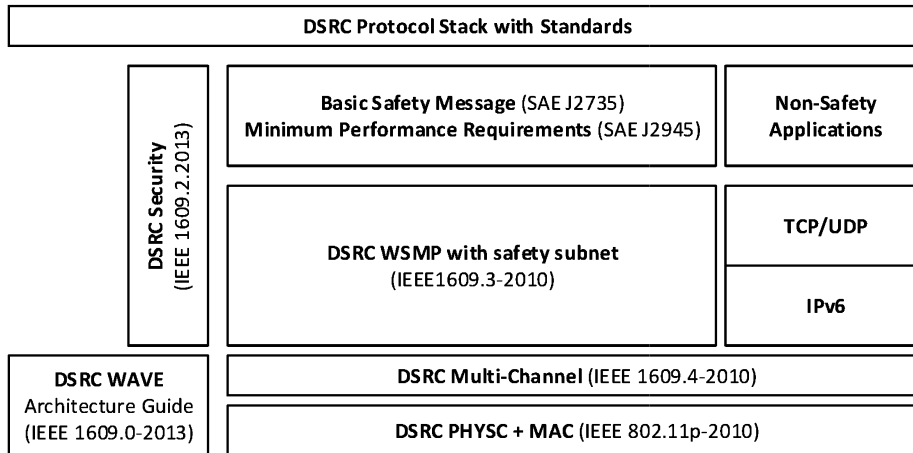 DSRC Protocol Stack with Standards
DSRC Security
(IEEE 1609.2.2013)
Basic Safety Message (SAE J2735)
Minimum Performance Requirements (SAE J2945)
Non-Safety
Applications
DSRC WSMP with safety subnet
(IEEE1609.3-2010)
TCP/UDP
IPv6
DSRC WAVE
Architecture Guide
(IEEE 1609.0-2013)
DSRC Multi-Channel (IEEE 1609.4-2010)
DSRC PHYSC + MAC (IEEE 802.11p-2010)